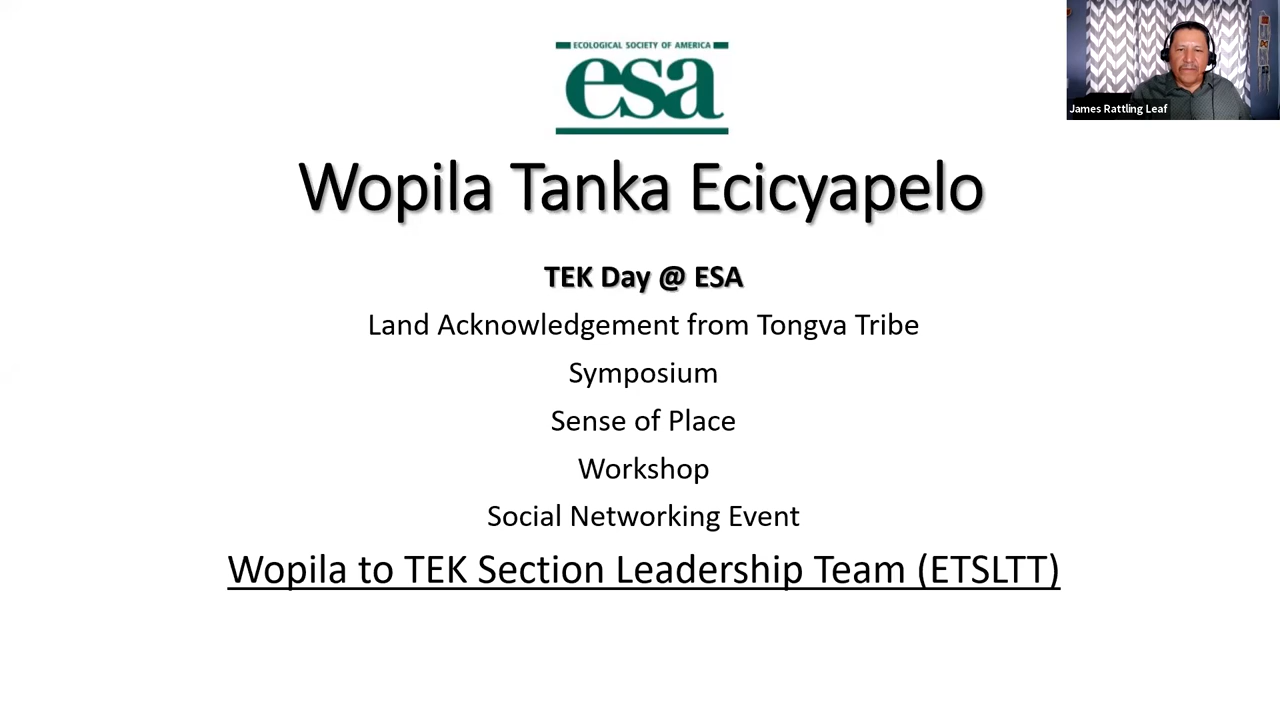 ECOLOGICAL SOCIETY OF AMERICA
esa
James Rattling Leaf
Wopila Tanka Ecicyapelo
TEK Day @ ESA
Land Acknowledgement from Tongva Tribe
Symposium
Sense of Place
Workshop
Social Networking Event
Wopila to TEK Section Leadership Team (ETSLTT)